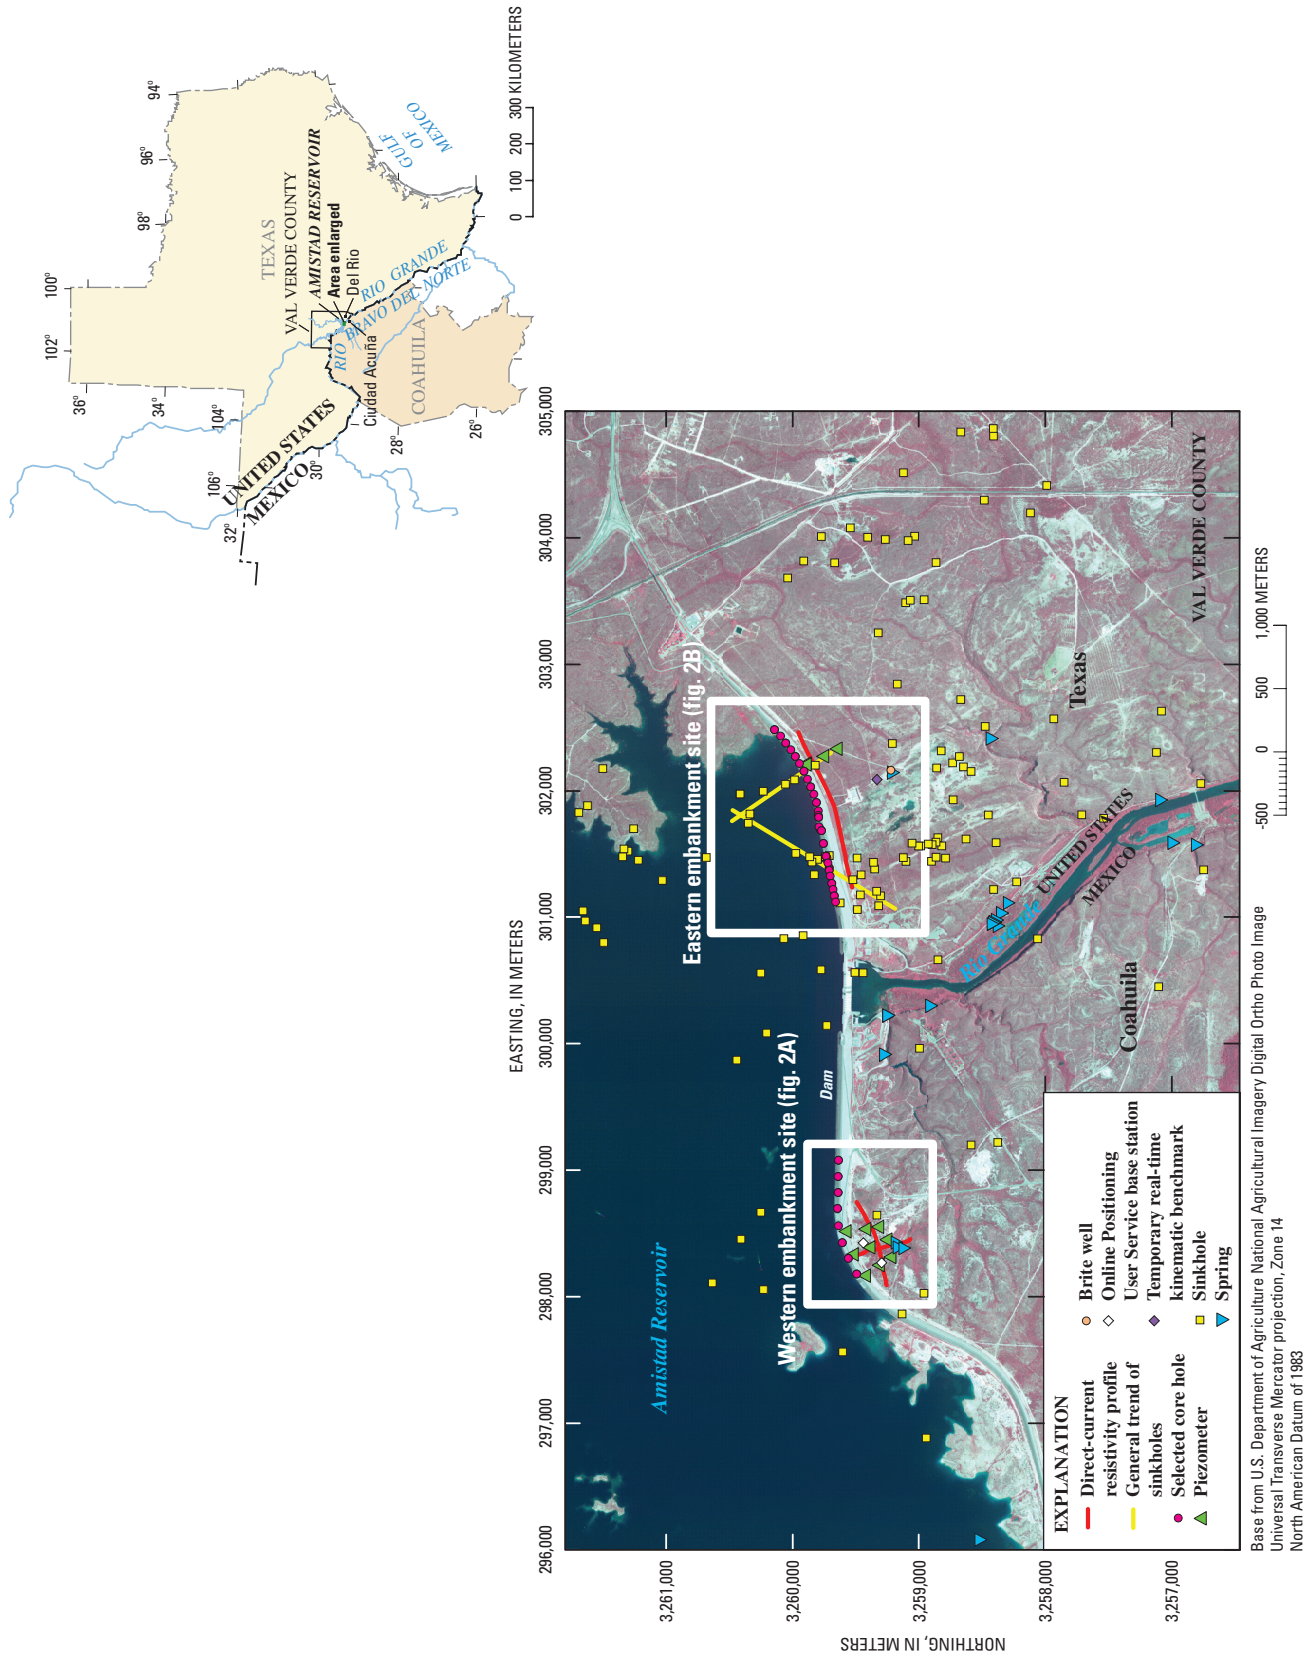 36°
34°
32°
30°
28°
26°
106°
104°
102°
100°
98°
96°
94°
UNITED STATES
MEXICO
TEXAS
VAL VERDE COUNTY
AMISTAD RESERVOIR
Area enlarged
Del Rio
RIO GRANDE
RIO BRAVO DEL NORTE
Ciudad Acuña
COAHUILA
GULF
OF
MEXICO
0 100 200 300 KILOMETERS
EASTING, IN METERS
296,000
297,000
298,000
299,000
300,000
301,000
302,000
303,000
304,000
305,000
NORTHING, IN METERS
3,261,000
3,260,000
3,259,000
3,258,000
3,257,000
Amistad Reservoir
Western embankment site (fig. 2A)
Dam
Eastern embankment site (fig. 2B)
Rio Grande
UNITED STATES
MEXICO
Coahuila
Texas
VAL VERDE COUNTY
EXPLANATION
Direct-current
resistivity profile
General trend of
sinkholes
Selected core hole
Piezometer
Brite well
Online Positioning
User Service base station
Temporary real-time
kinematic benchmark
Sinkhole
Spring
Base from U.S. Department of Agriculture National Agricultural Imagery Digital Ortho Photo Image
Universal Transverse Mercator projection, Zone 14
North American Datum of 1983
-500 0 500 1,000 METERS